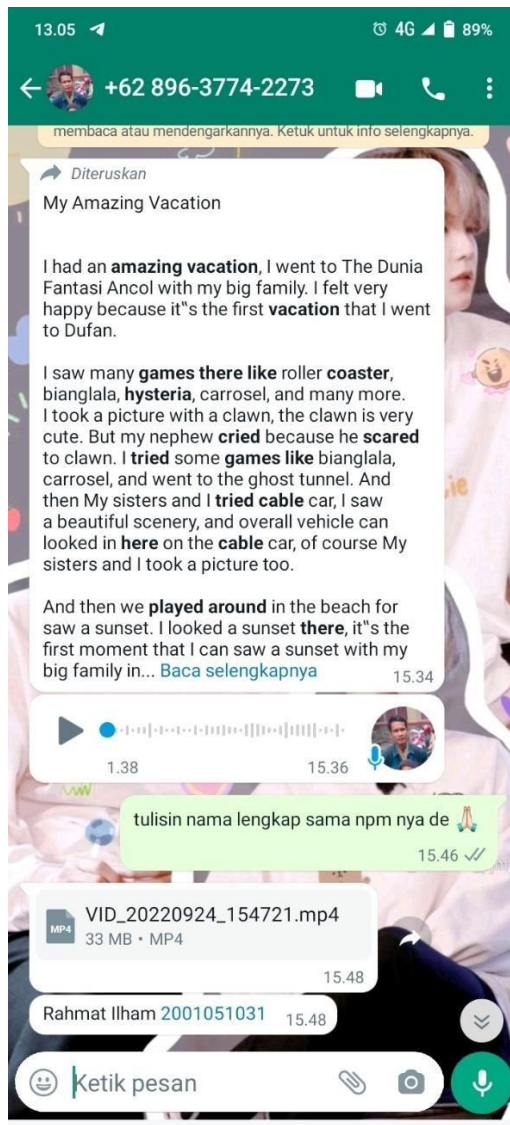 13.05
4G 89%
+62 896-3774-2273
membaca atau mendengarkannya. Ketuk untuk info selengkapnya.
Diteruskan
My Amazing Vacation
I had an amazing vacation, I went to The Dunia
Fantasi Ancol with my big family. I felt very
happy because it‟s the first vacation that I went
to Dufan.
I saw many games there like roller coaster,
bianglala, hysteria, carrosel, and many more.
I took a picture with a clawn, the clawn is very
cute. But my nephew cried because he scared
to clawn. I tried some games like bianglala,
carrosel, and went to the ghost tunnel. And
then My sisters and I tried cable car, I saw
a beautiful scenery, and overall vehicle can
looked in here on the cable car, of course My
sisters and I took a picture too.
And then we played around in the beach for
saw a sunset. I looked a sunset there, it‟s the
first moment that I can saw a sunset with my
big family in... Baca selengkapnya
15.34
1.38
15.36
tulisin nama lengkap sama npm nya de 🙏
15.46
MP4
VID_20220924_154721.mp4
33 MB • MP4
15.48
Rahmat Ilham 2001051031
15.48
Ketik pesan